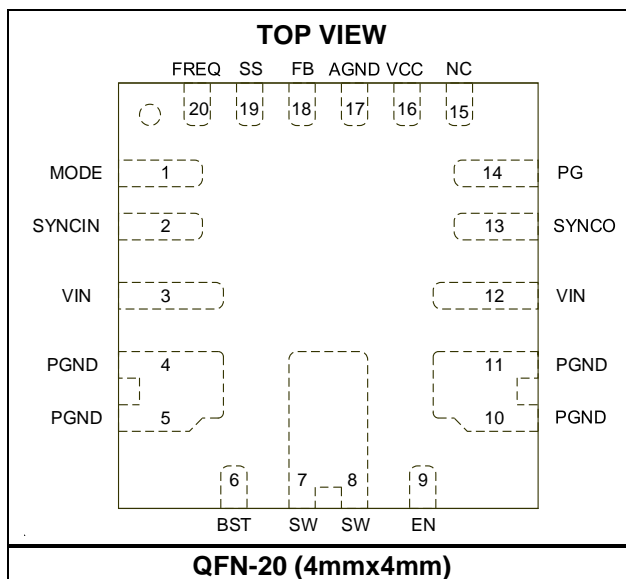 TOP VIEW
FREQ SS FB AGND VCC NC
20 19 18 17 16 15
MODE 1 14 PG
SYNCIN 2 13 SYNCO
VIN 3 12 VIN
PGND 4 11 PGND
PGND 5 10 PGND
6 7 8 9
BST SW SW EN
QFN-20 (4mmx4mm)